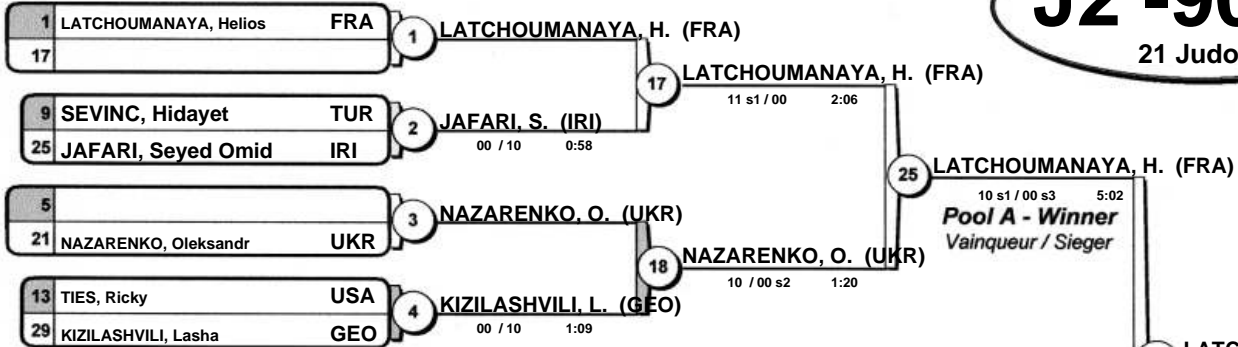 J2 -90
21 Judo
1 LATCHOUMANAYA, Helios FRA
17
1 LATCHOUMANAYA, H. (FRA)
9 SEVINC, Hidayet TUR
25 JAFARI, Seyed Omid IRI
2 JAFARI, S. (IRI)
00 / 10 0:58
17 LATCHOUMANAYA, H. (FRA)
11 s1 / 00 2:06
5
21 NAZARENKO, Oleksandr UKR
3 NAZARENKO, O. (UKR)
13 TIES, Ricky USA
29 KIZILASHVILI, Lasha GEO
4 KIZILASHVILI, L. (GEO)
00 / 10 1:09
18 NAZARENKO, O. (UKR)
10 / 00 s2 1:20
25 LATCHOUMANAYA, H. (FRA)
10 s1 / 00 s3 5:02
Pool A - Winner
Vainqueur / Sieger